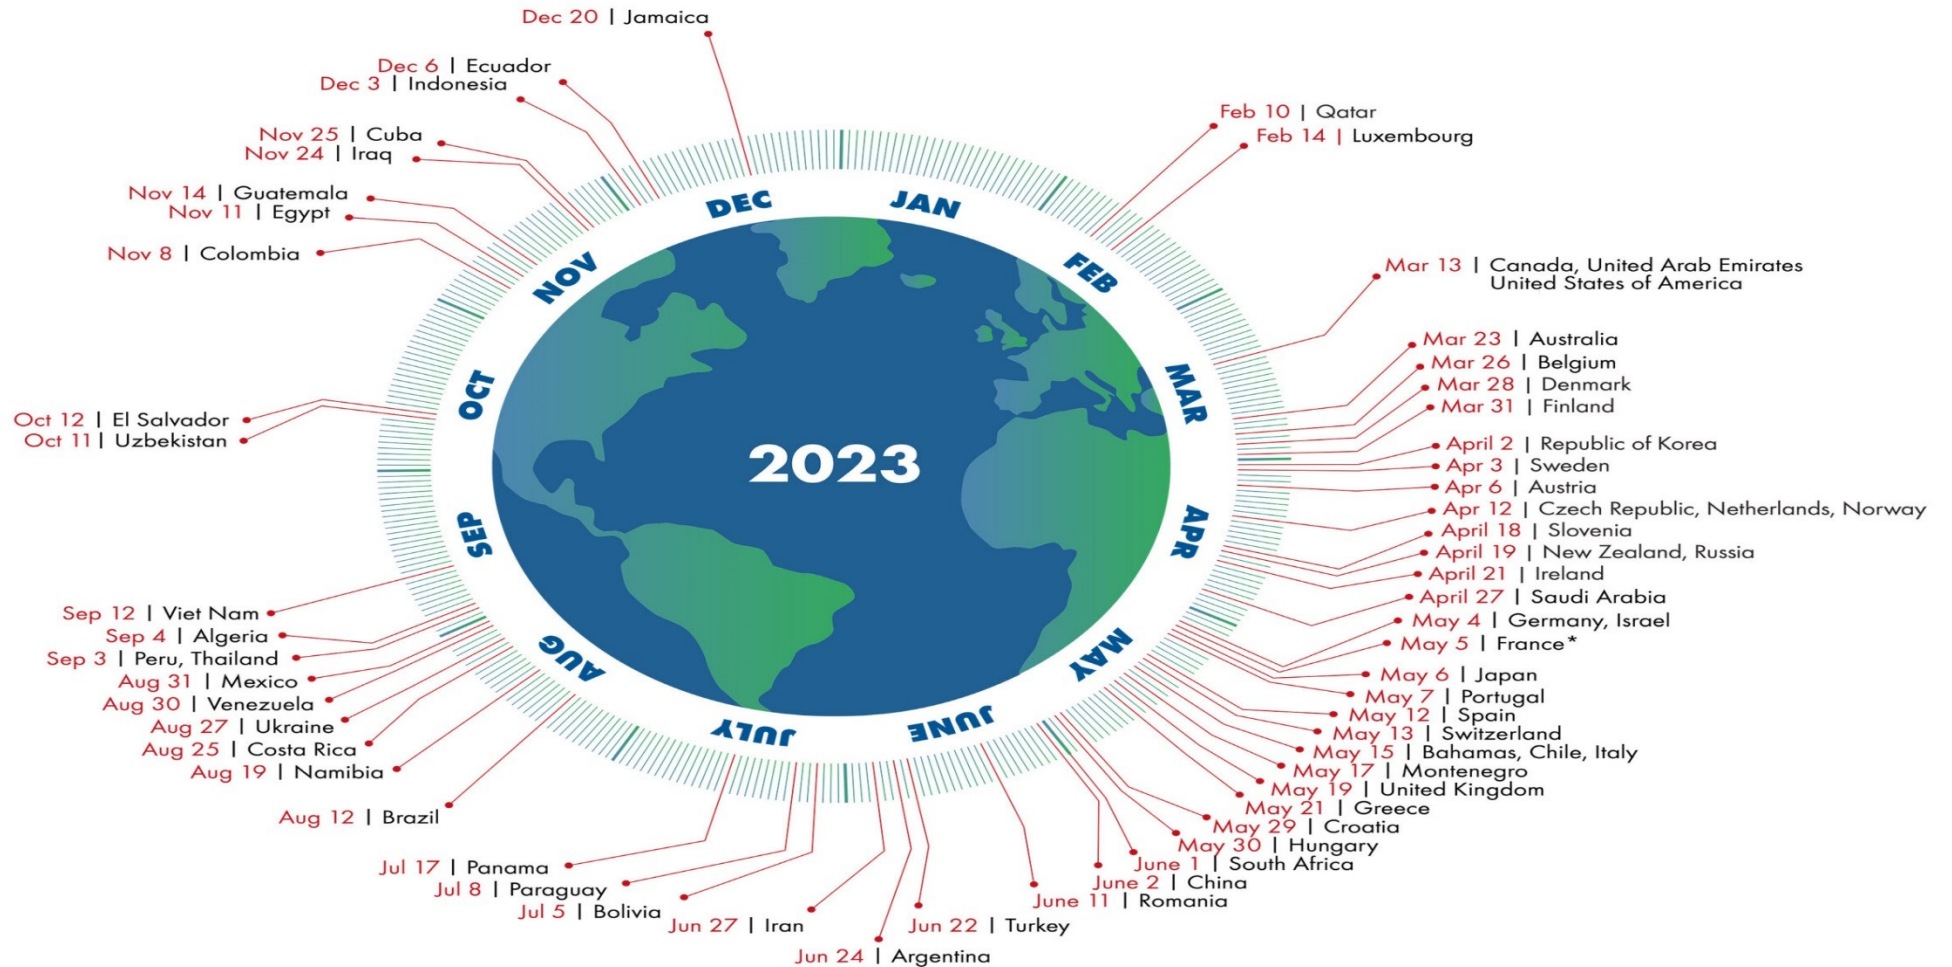 Dec 20 | Jamaica
Dec 6 | Ecuador
Dec 3 | Indonesia
Nov 25 | Cuba
Nov 24 | Iraq
Nov 14 | Guatemala
Nov 11 | Egypt
Nov 8 | Colombia
Oct 12 | El Salvador
Oct 11 | Uzbekistan
Sep 12 | Viet Nam
Sep 4 | Algeria
Sep 3 | Peru, Thailand
Aug 31 | Mexico
Aug 30 | Venezuela
Aug 27 | Ukraine
Aug 25 | Costa Rica
Aug 19 | Namibia
Aug 12 | Brazil
Jul 17 | Panama
Jul 8 | Paraguay
Jul 5 | Bolivia
Jun 27 | Iran
Jun 24 | Argentina
Jun 22 | Turkey
Feb 10 | Qatar
Feb 14 | Luxembourg
Mar 13 | Canada, United Arab Emirates
United States of America
Mar 23 | Australia
Mar 26 | Belgium
Mar 28 | Denmark
Mar 31 | Finland
April 2 | Republic of Korea
Apr 3 | Sweden
Apr 6 | Austria
Apr 12 | Czech Republic, Netherlands, Norway
April 18 | Slovenia
April 19 | New Zealand, Russia
April 21 | Ireland
April 27 | Saudi Arabia
May 4 | Germany, Israel
May 5 | France*
May 6 | Japan
May 7 | Portugal
May 12 | Spain
May 13 | Switzerland
May 15 | Bahamas, Chile, Italy
May 17 | Montenegro
May 19 | United Kingdom
May 21 | Greece
May 29 | Croatia
May 30 | Hungary
June 1 | South Africa
June 2 | China
June 11 | Romania
JAN
FEB
MAR
APR
MAY
JUNE
JULY
AUG
SEP
OCT
NOV
DEC
2023